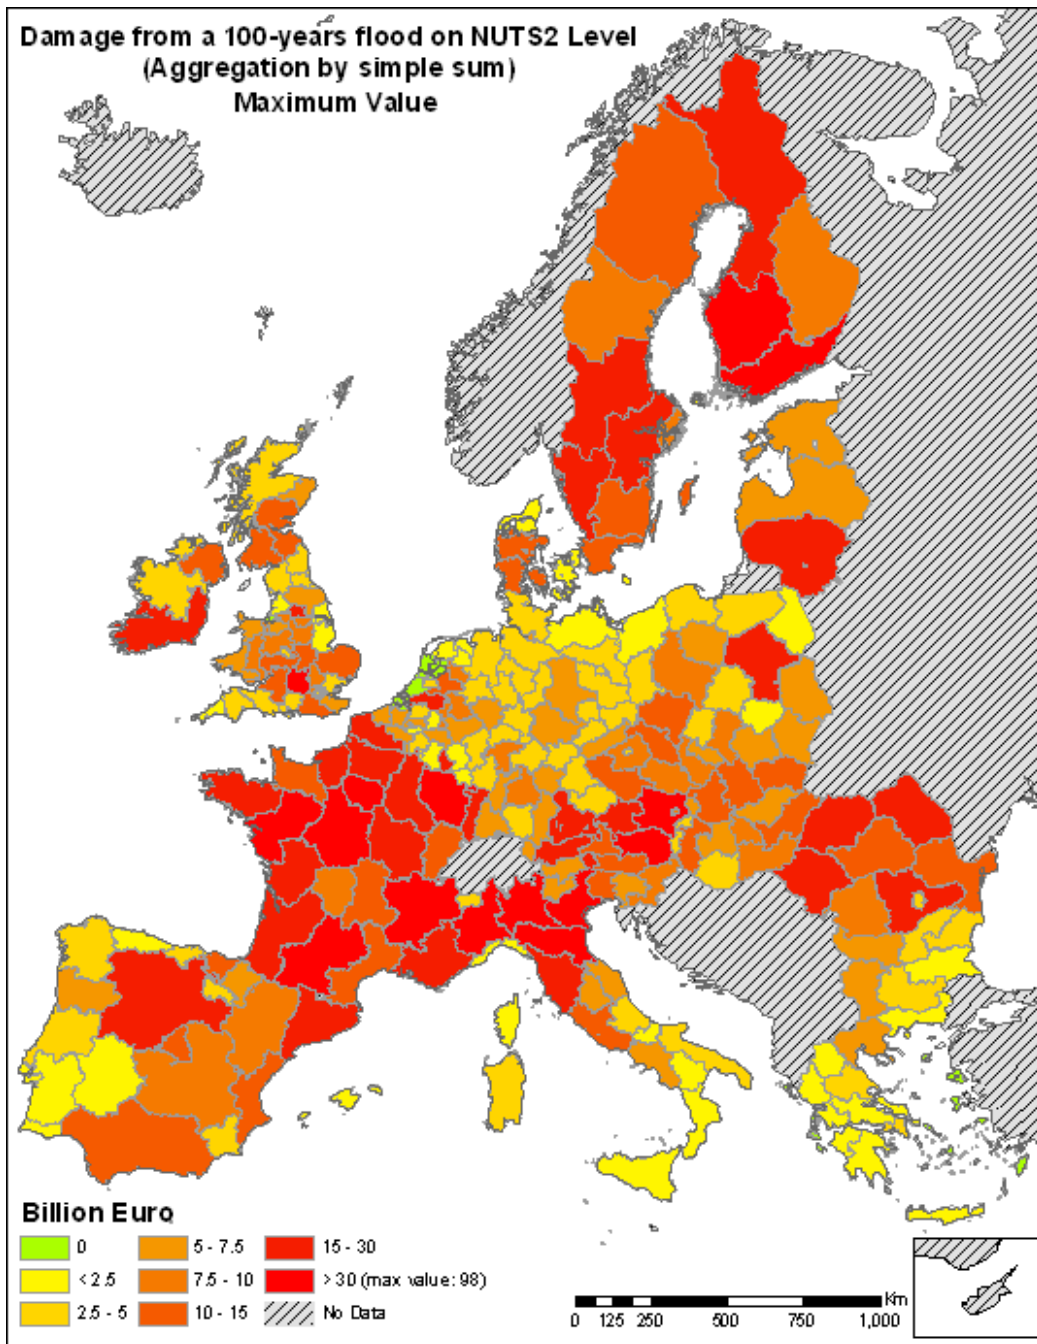 Damage from a 100-years flood on NUTS2 Level
(Aggregation by simple sum)
Maximum Value
Billion Euro
0
5 - 7.5
15 - 30
< 2.5
7.5 - 10
> 30 (max value: 98)
2.5 - 5
10 - 15
No Data
Km
0 125 250 500 750 1,000